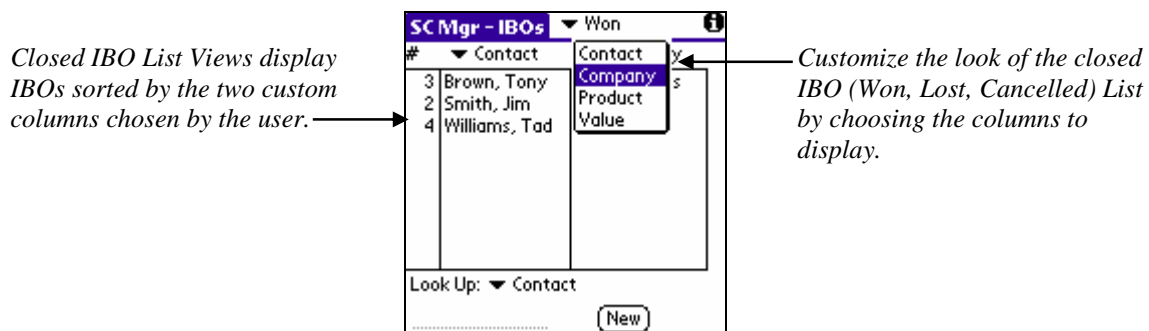 SC Mgr - IBOs Won
# Contact y
Contact
Company
Product
Value
3 Brown, Tony s
2 Smith, Jim
4 Williams, Tad
Look Up: Contact
New
Closed IBO List Views display
IBOs sorted by the two custom
columns chosen by the user.
Customize the look of the closed
IBO (Won, Lost, Cancelled) List
by choosing the columns to
display.